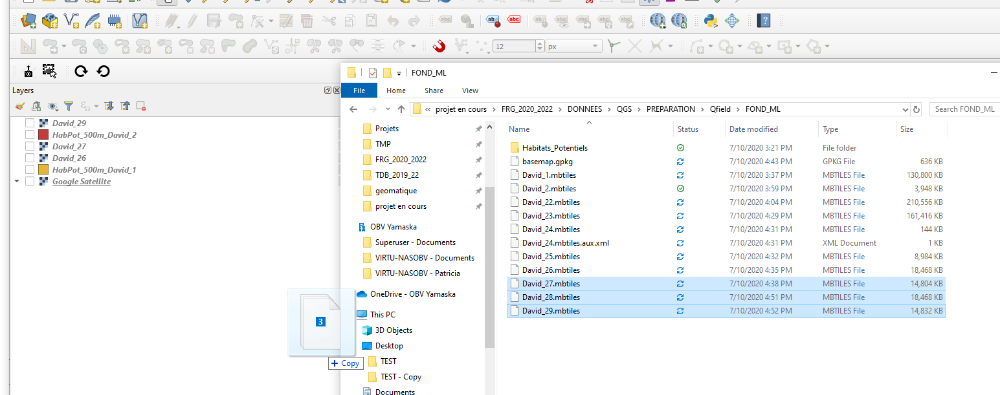 abc
ab
abc
ab
abc
abc
abc
abc
?
12 px
Layers
David_29
HabPot_500m_David_2
David_27
David_26
HabPot_500m_David_1
Google Satellite
FOND_ML
File Home Share View
« projet en cours › FRG_2020_2022 › DONNEES › QGS › PREPARATION › Qfield › FOND_ML
Search FOND_ML
Projets
TMP
FRG_2020_2022
TDB_2019_22
geomatique
projet en cours
OBV Yamaska
Superuser - Documents
VIRTU-NASOBV - Documents
VIRTU-NASOBV - Patricia
OneDrive - OBV Yamaska
This PC
3D Objects
Desktop
TEST
TEST - Copy
Documents
Name Status Date modified Type Size
Habitats_Potentiels 7/10/2020 3:21 PM File folder
basemap.gpkg 7/10/2020 4:43 PM GPKG File 636 KB
David_1.mbtiles 7/10/2020 3:37 PM MBTILES File 130,800 KB
David_2.mbtiles 7/10/2020 3:59 PM MBTILES File 3,948 KB
David_22.mbtiles 7/10/2020 4:04 PM MBTILES File 210,556 KB
David_23.mbtiles 7/10/2020 4:29 PM MBTILES File 161,416 KB
David_24.mbtiles 7/10/2020 4:31 PM MBTILES File 144 KB
David_24.mbtiles.aux.xml 7/10/2020 4:31 PM XML Document 1 KB
David_25.mbtiles 7/10/2020 4:32 PM MBTILES File 8,984 KB
David_26.mbtiles 7/10/2020 4:35 PM MBTILES File 18,468 KB
David_27.mbtiles 7/10/2020 4:38 PM MBTILES File 14,804 KB
David_28.mbtiles 7/10/2020 4:51 PM MBTILES File 18,468 KB
David_29.mbtiles 7/10/2020 4:52 PM MBTILES File 14,832 KB
3
+ Copy